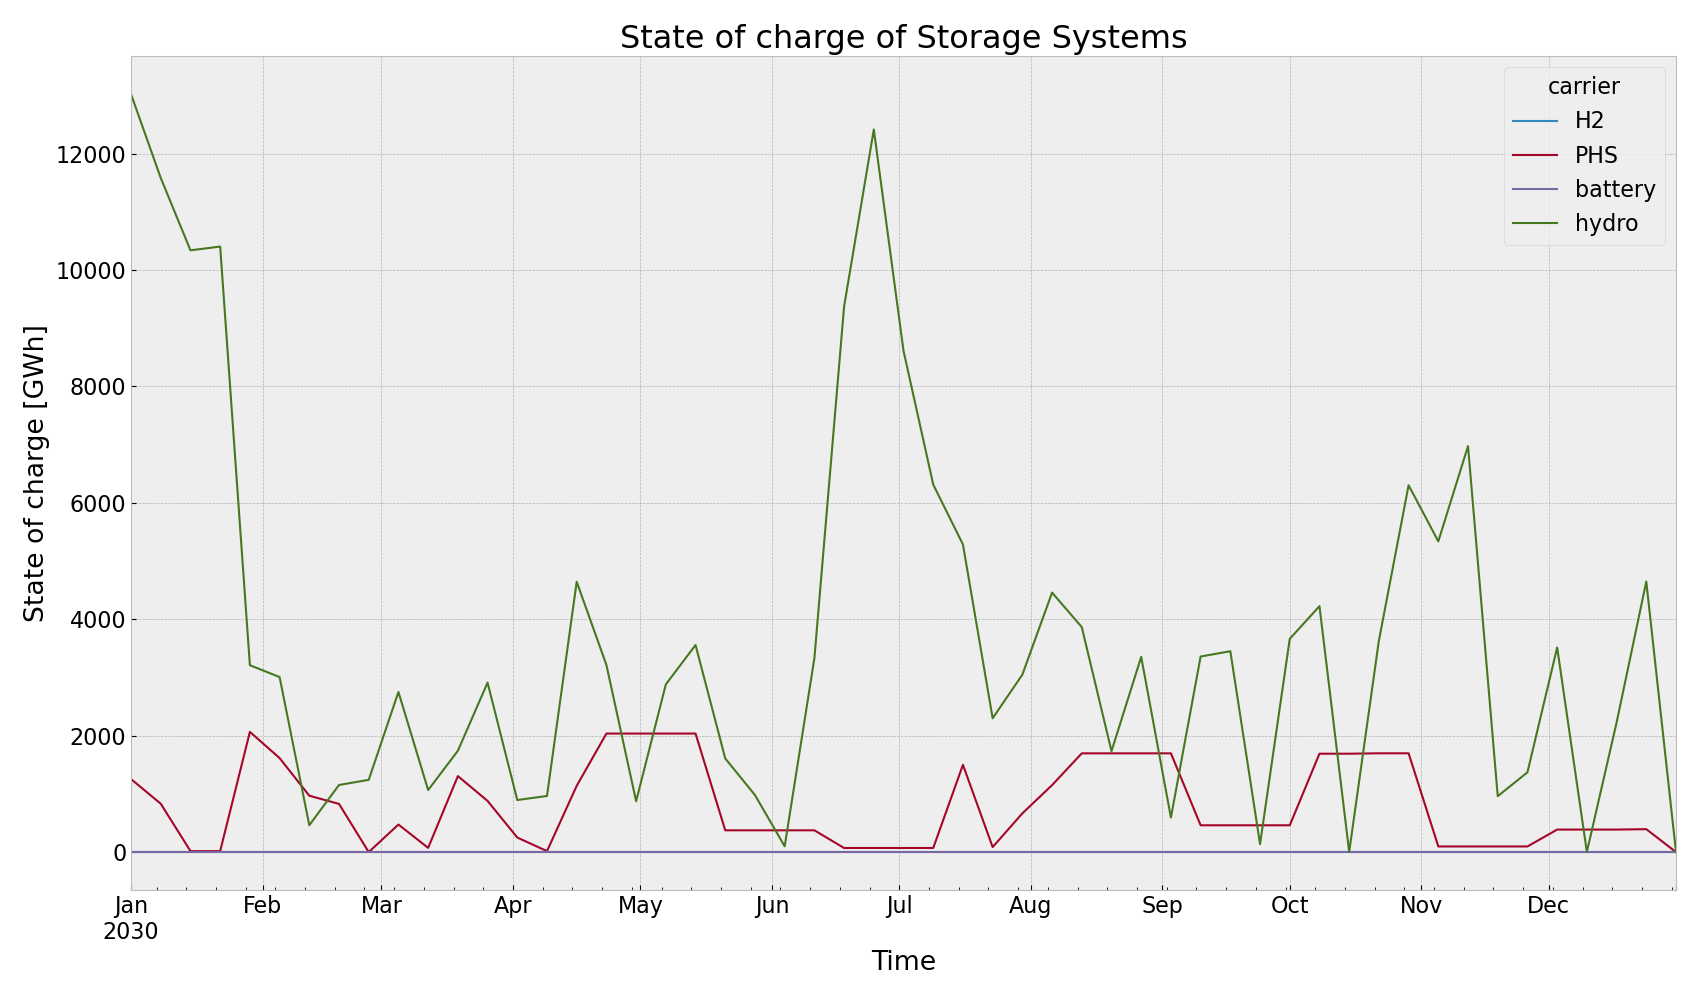 State of charge of Storage Systems
carrier
H2
PHS
battery
hydro
State of charge [GWh]
12000
10000
8000
6000
4000
2000
0
Jan Feb Mar Apr May Jun Jul Aug Sep Oct Nov Dec
2030
Time